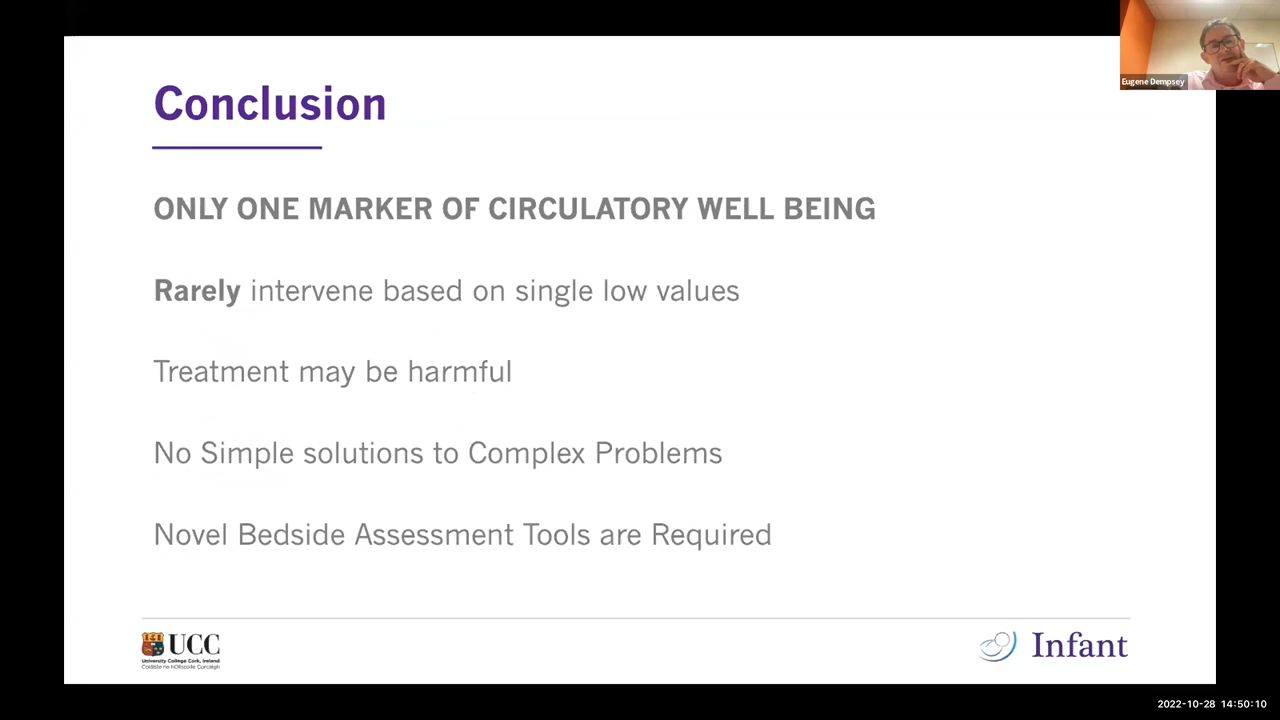 Eugene Dempsey
Conclusion
ONLY ONE MARKER OF CIRCULATORY WELL BEING
Rarely intervene based on single low values
Treatment may be harmful
No Simple solutions to Complex Problems
Novel Bedside Assessment Tools are Required
UCC
University College Cork, Ireland
Coláiste na hOllscoile Corcaigh
Infant
2022-10-28 14:50:10